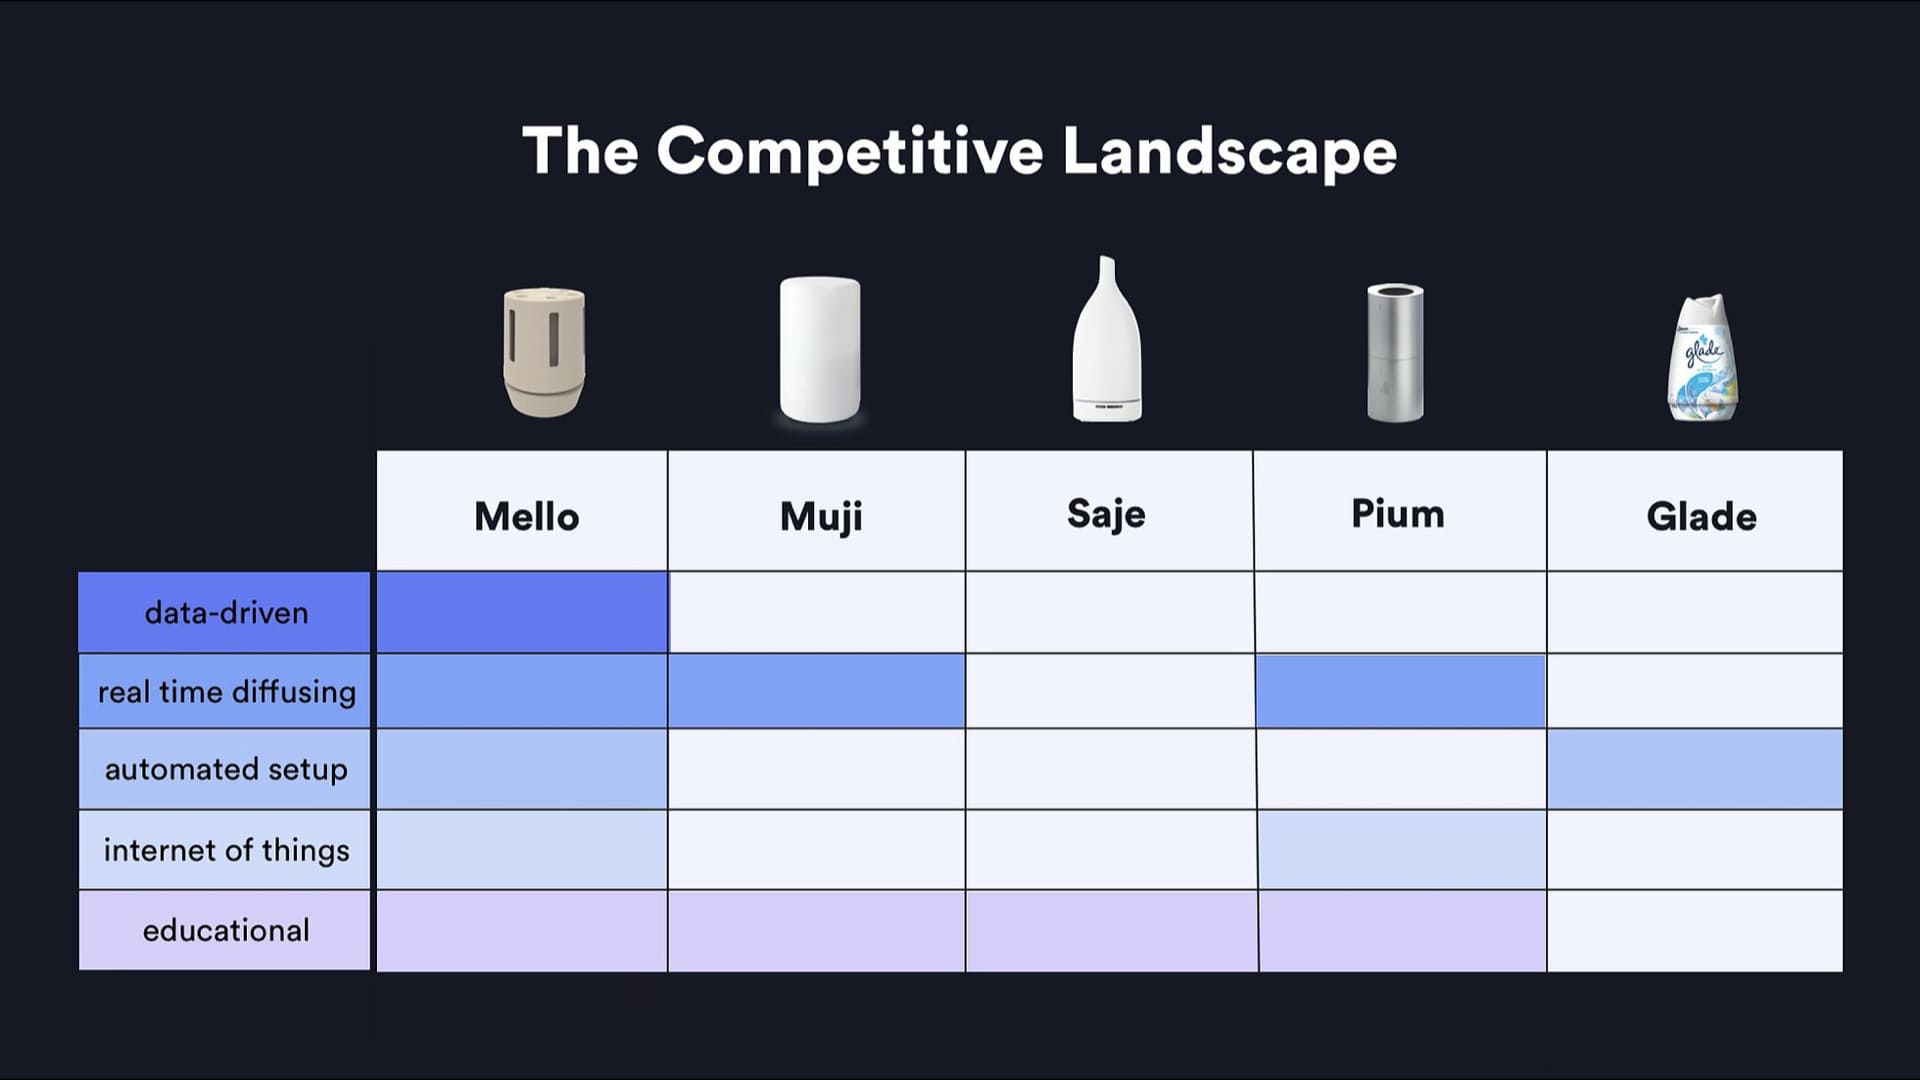 The Competitive Landscape
glade
Mello Muji Saje Pium Glade
data-driven
real time diffusing
automated setup
internet of things
educational